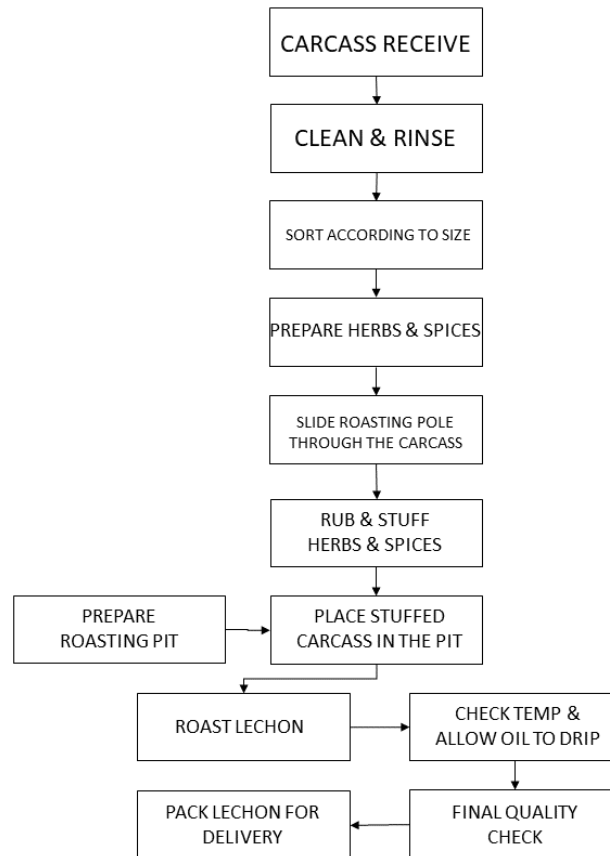 CARCASS RECEIVE
CLEAN & RINSE
SORT ACCORDING TO SIZE
PREPARE HERBS & SPICES
SLIDE ROASTING POLE
THROUGH THE CARCASS
RUB & STUFF
HERBS & SPICES
PREPARE
ROASTING PIT
PLACE STUFFED
CARCASS IN THE PIT
ROAST LECHON
CHECK TEMP &
ALLOW OIL TO DRIP
PACK LECHON FOR
DELIVERY
FINAL QUALITY
CHECK